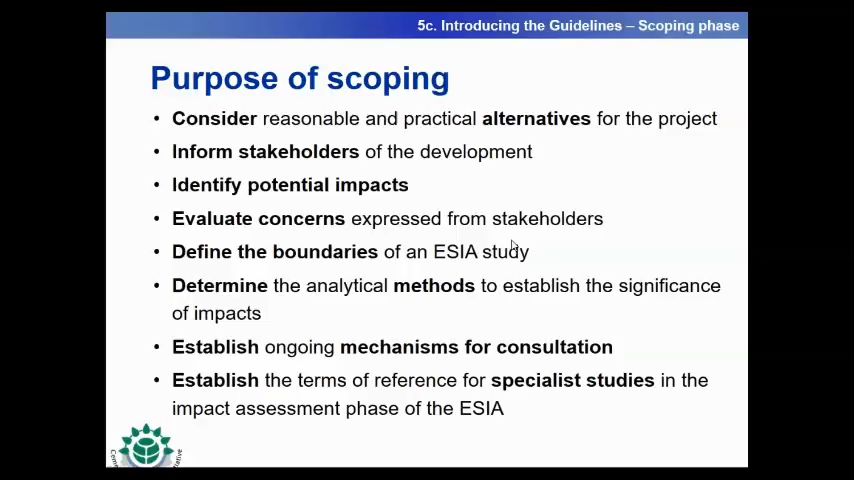 5c. Introducing the Guidelines – Scoping phase
Purpose of scoping
• Consider reasonable and practical alternatives for the project
• Inform stakeholders of the development
• Identify potential impacts
• Evaluate concerns expressed from stakeholders
• Define the boundaries of an ESIA study
• Determine the analytical methods to establish the significance
of impacts
• Establish ongoing mechanisms for consultation
• Establish the terms of reference for specialist studies in the
impact assessment phase of the ESIA